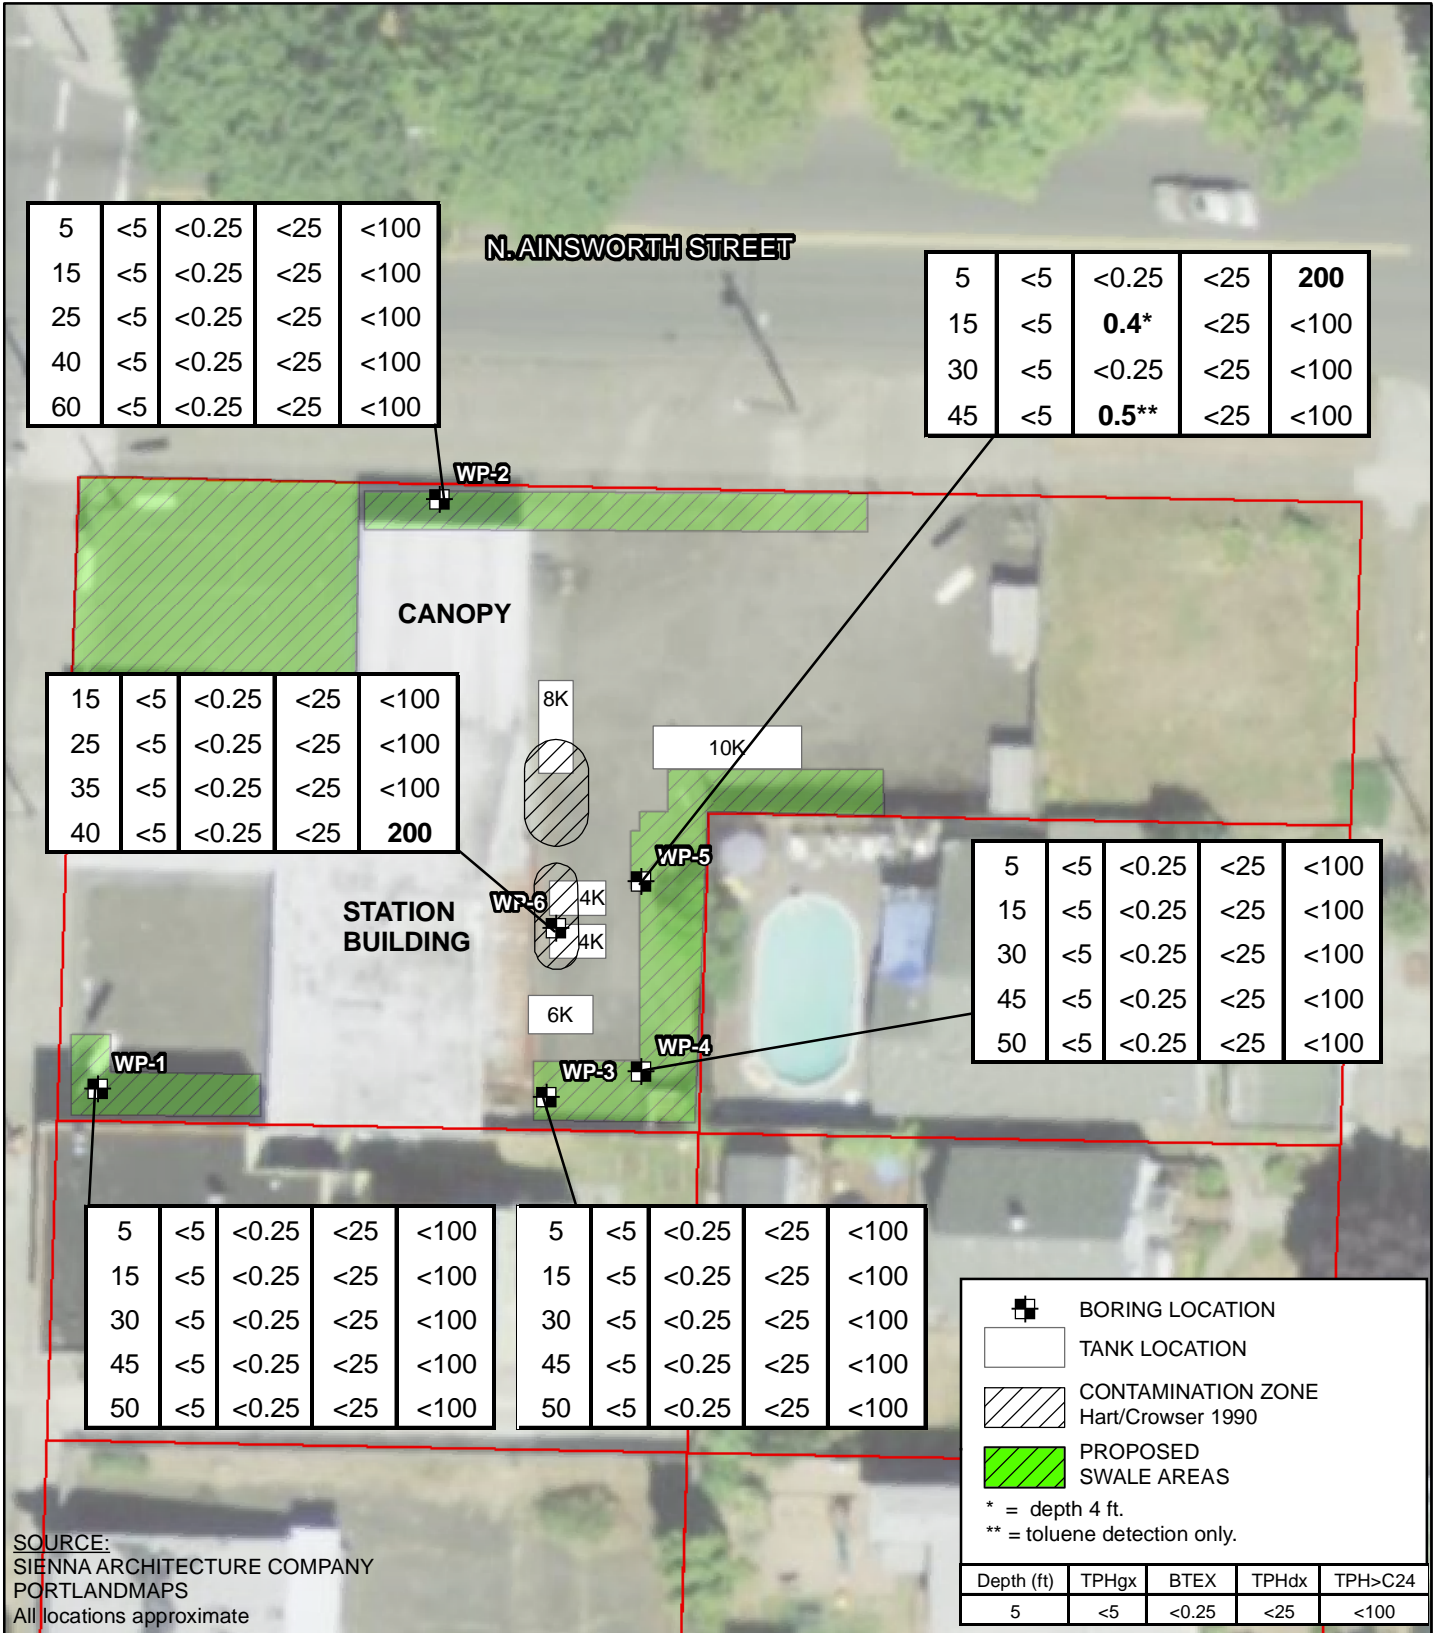 5 <5 <0.25 <25 <100
15 <5 <0.25 <25 <100
25 <5 <0.25 <25 <100
40 <5 <0.25 <25 <100
60 <5 <0.25 <25 <100
N. AINSWORTH STREET
5 <5 <0.25 <25 200
15 <5 0.4* <25 <100
30 <5 <0.25 <25 <100
45 <5 0.5** <25 <100
WP-2
CANOPY
15 <5 <0.25 <25 <100
25 <5 <0.25 <25 <100
35 <5 <0.25 <25 <100
40 <5 <0.25 <25 200
8K
10K
WP-5
WP-6
4K
4K
STATION
BUILDING
6K
5 <5 <0.25 <25 <100
15 <5 <0.25 <25 <100
30 <5 <0.25 <25 <100
45 <5 <0.25 <25 <100
50 <5 <0.25 <25 <100
WP-4
WP-3
WP-1
5 <5 <0.25 <25 <100
15 <5 <0.25 <25 <100
30 <5 <0.25 <25 <100
45 <5 <0.25 <25 <100
50 <5 <0.25 <25 <100
5 <5 <0.25 <25 <100
15 <5 <0.25 <25 <100
30 <5 <0.25 <25 <100
45 <5 <0.25 <25 <100
50 <5 <0.25 <25 <100
BORING LOCATION
TANK LOCATION
CONTAMINATION ZONE
Hart/Crowser 1990
PROPOSED
SWALE AREAS
* = depth 4 ft.
** = toluene detection only.
Depth (ft) TPHgx BTEX TPHdx TPH>C24
5 <5 <0.25 <25 <100
SOURCE:
SIENNA ARCHITECTURE COMPANY
PORTLANDMAPS
All locations approximate